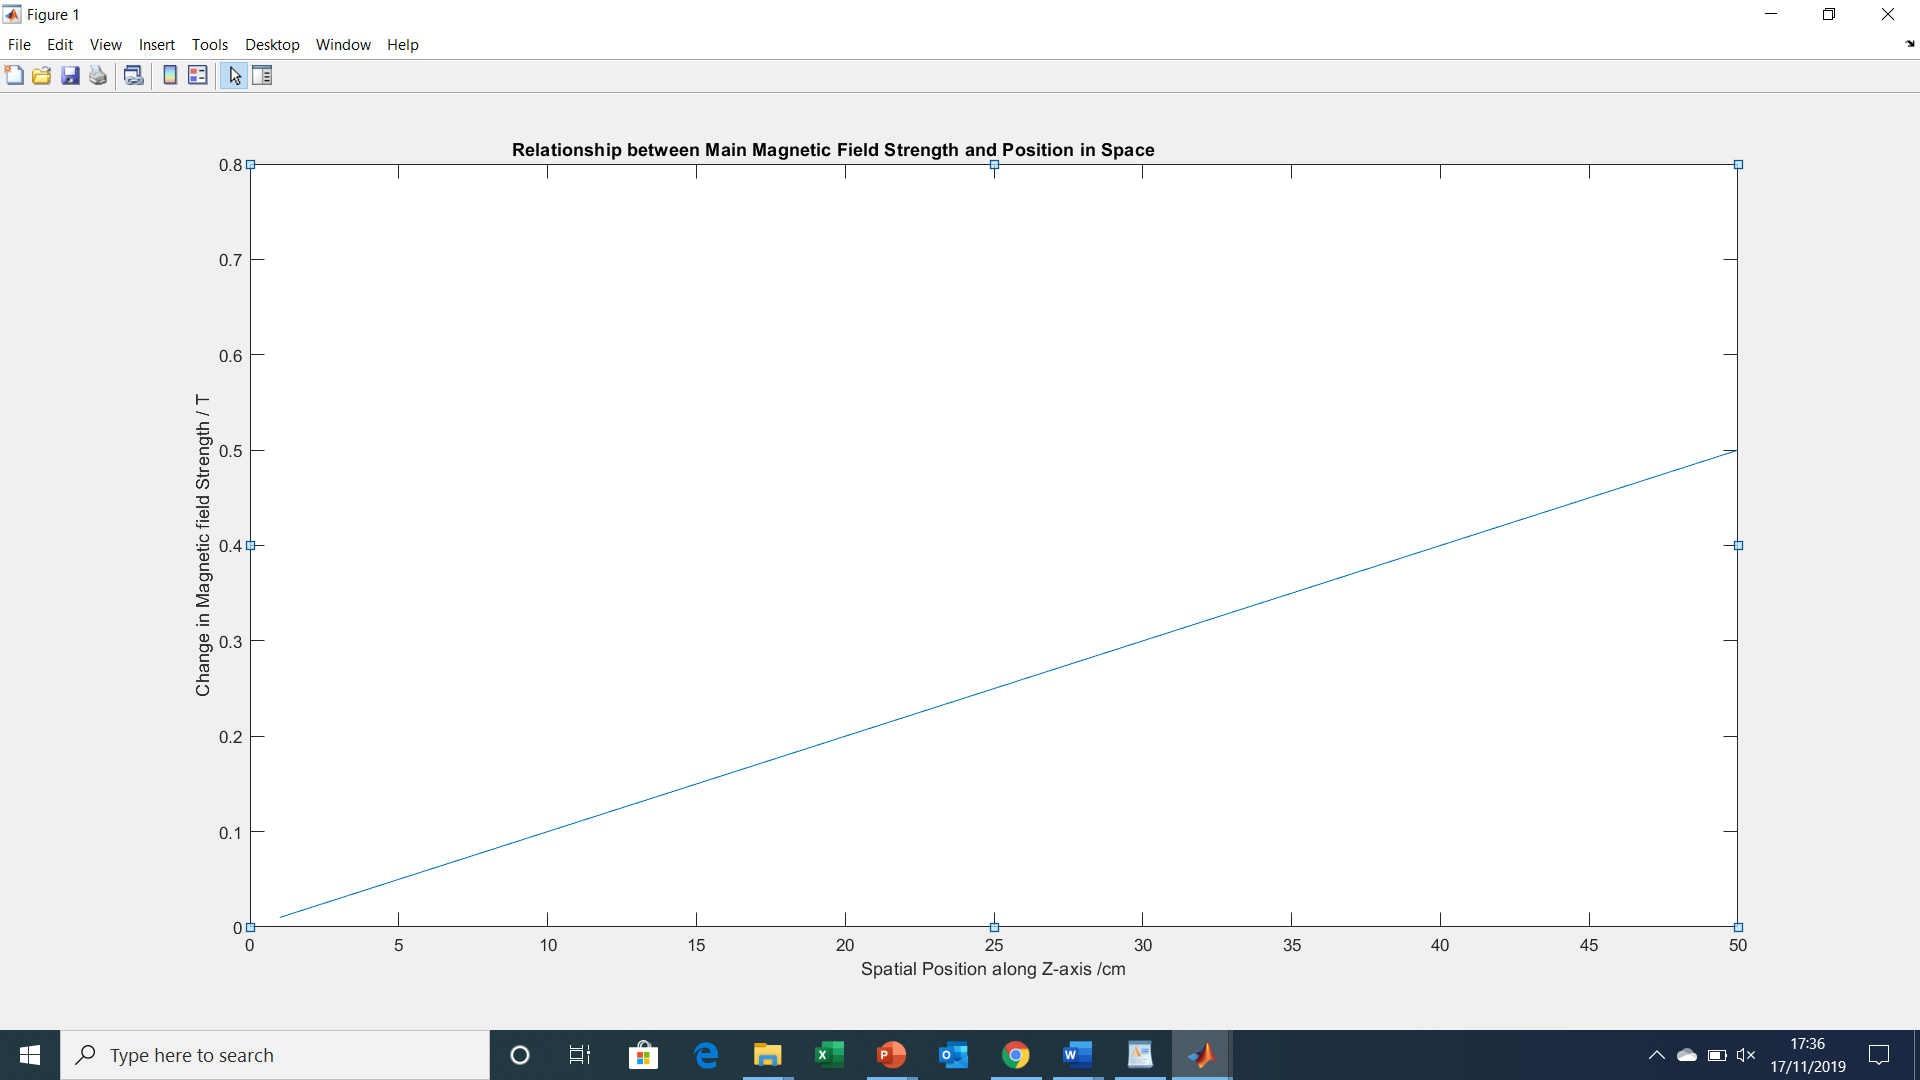 Figure 1
File Edit View Insert Tools Desktop Window Help
Relationship between Main Magnetic Field Strength and Position in Space
0.8
0.7
0.6
0.5
0.4
0.3
0.2
0.1
0
Change in Magnetic field Strength / T
0 5 10 15 20 25 30 35 40 45 50
Spatial Position along Z-axis /cm
Type here to search
17:36
17/11/2019